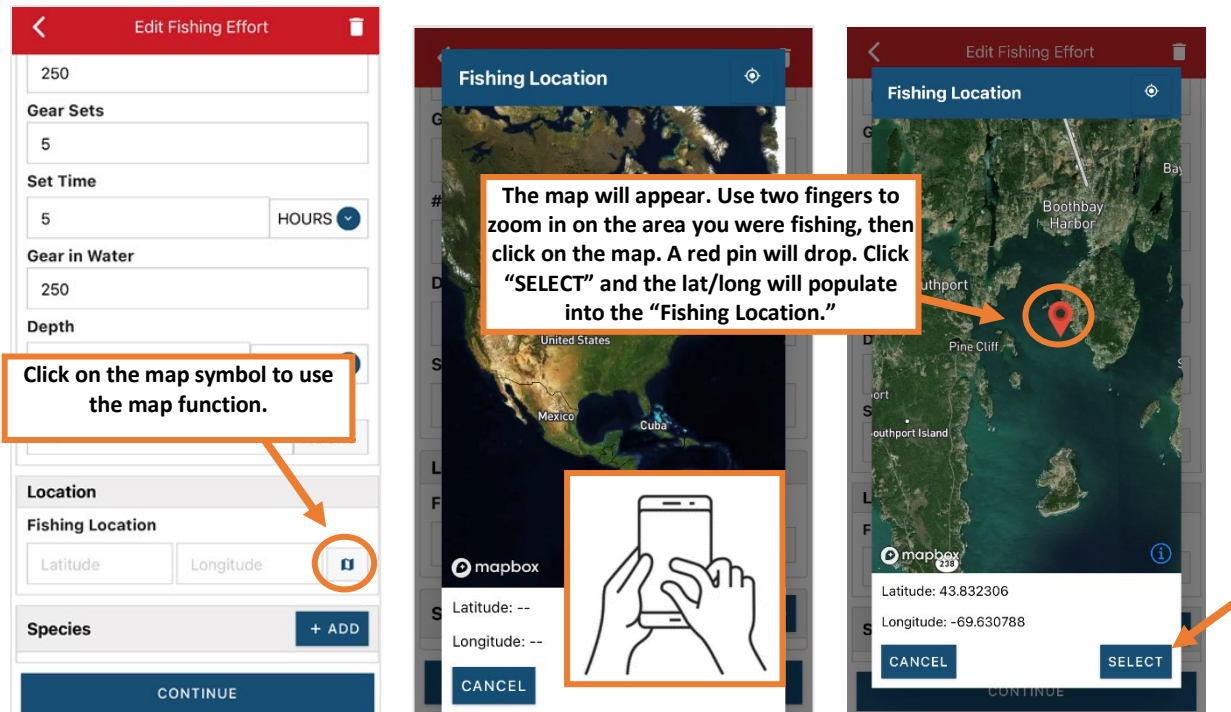 Edit Fishing Effort
250
Gear Sets
5
Set Time
5
HOURS
Gear in Water
250
Depth
Click on the map symbol to use
the map function.
Location
Fishing Location
Latitude
Longitude
Species
+ ADD
CONTINUE
Fishing Location
The map will appear. Use two fingers to
zoom in on the area you were fishing, then
click on the map. A red pin will drop. Click
“SELECT” and the lat/long will populate
into the “Fishing Location.”
United States
Mexico
Cuba
mapbox
Latitude: --
Longitude: --
CANCEL
Edit Fishing Effort
Fishing Location
Boothbay
Harbor
Pine Cliff
outhport Island
mapbox
238
Latitude: 43.832306
Longitude: -69.630788
CANCEL
SELECT
CONTINUE